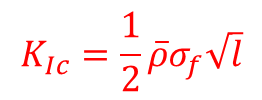 $K_{Ic} = \frac{1}{2} \bar{\rho} \sigma_f \sqrt{l}$